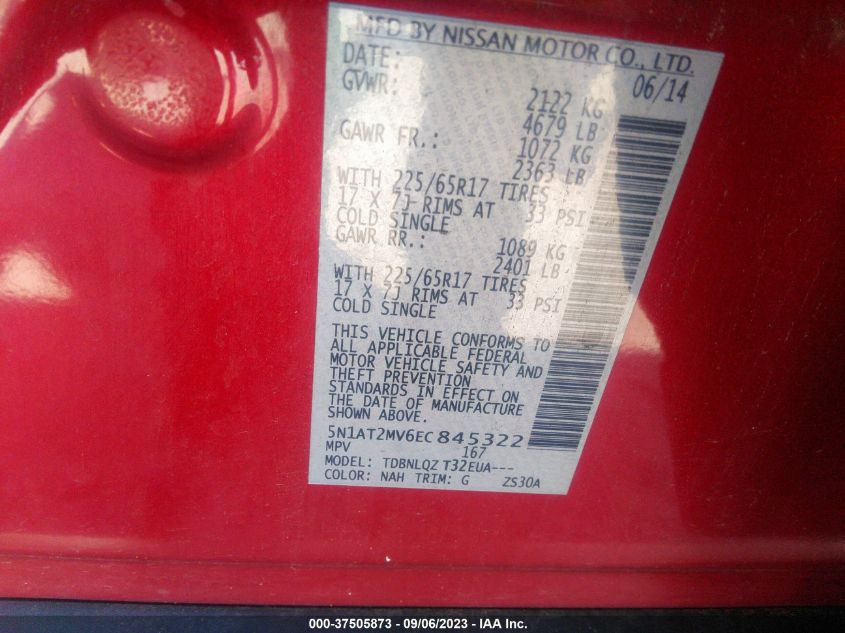 MFD BY NISSAN MOTOR CO., LTD.
DATE: 06/14
GVWR: 2122 KG
4679 LB
GAWR FR.: 1072 KG
2363 LB
WITH 225/65R17 TIRES
17 X 7J RIMS AT 33 PSI
COLD SINGLE
GAWR RR.: 1089 KG
2401 LB
WITH 225/65R17 TIRES
17 X 7J RIMS AT 33 PSI
COLD SINGLE
THIS VEHICLE CONFORMS TO
ALL APPLICABLE FEDERAL
MOTOR VEHICLE SAFETY AND
THEFT PREVENTION
STANDARDS IN EFFECT ON
THE DATE OF MANUFACTURE
SHOWN ABOVE.
5N1AT2MV6EC845322
MPV 167
MODEL: TDBNLQZ T32EUA---
COLOR: NAH TRIM: G ZS30A
000-37505873 - 09/06/2023 - IAA Inc.